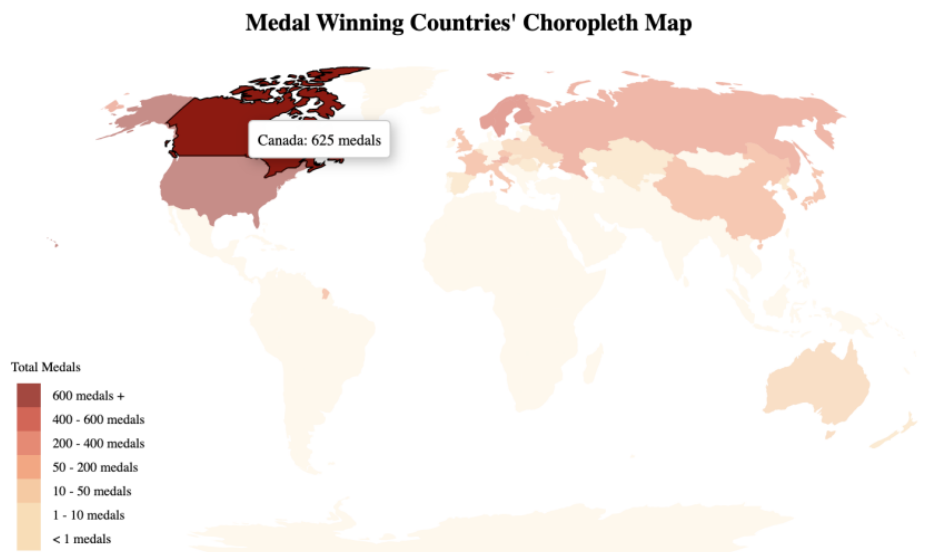 Medal Winning Countries' Choropleth Map
Canada: 625 medals
Total Medals
600 medals +
400 - 600 medals
200 - 400 medals
50 - 200 medals
10 - 50 medals
1 - 10 medals
< 1 medals